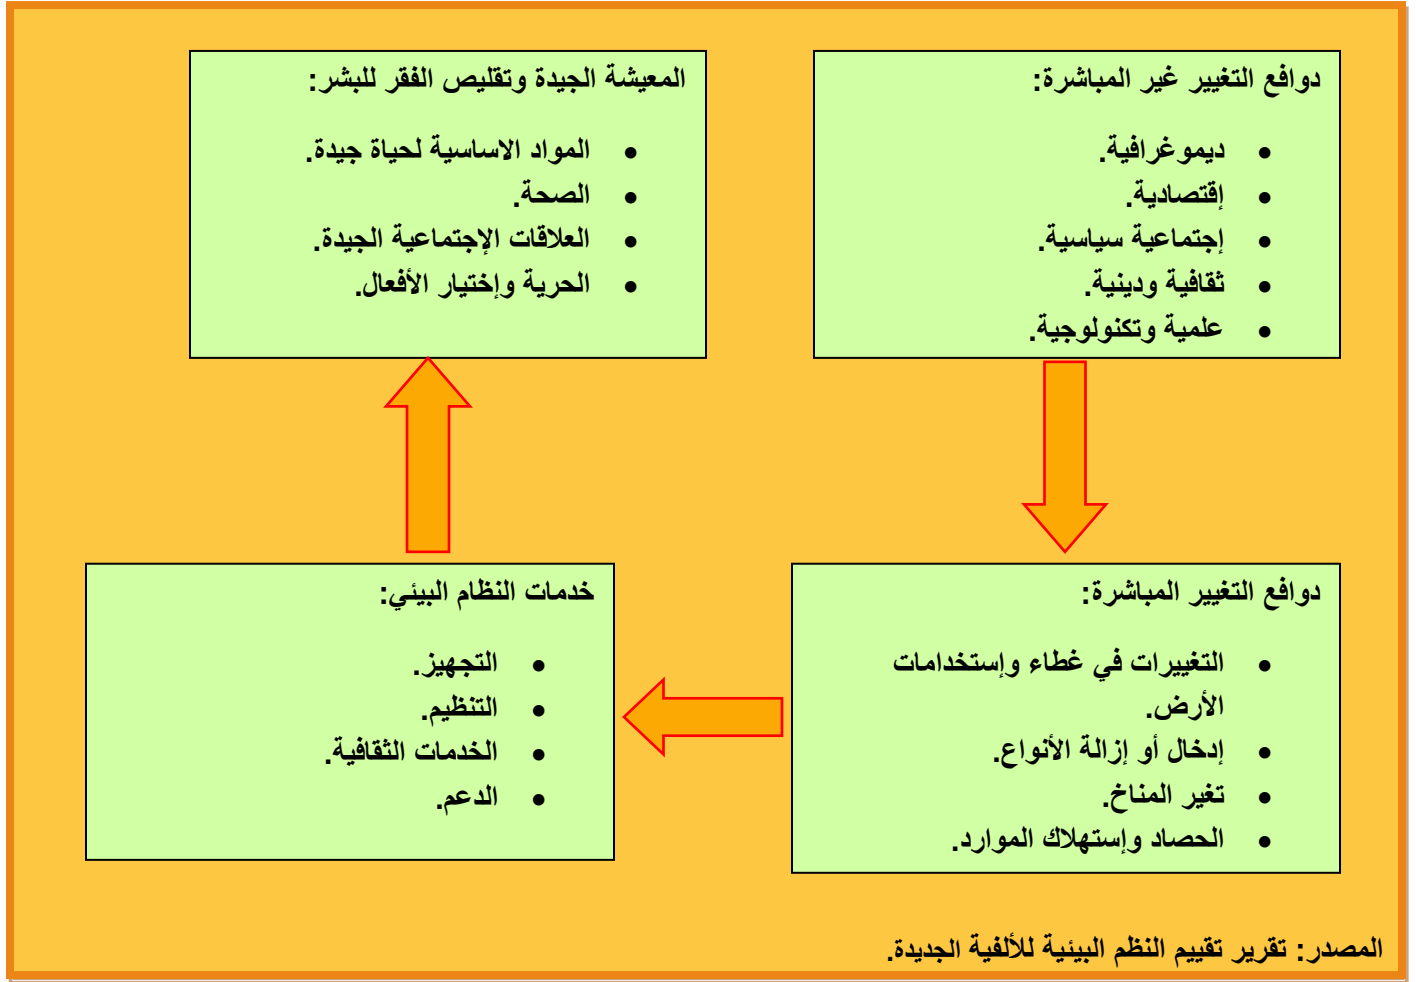 دوافع التغيير غير المباشرة:
• ديموغرافية.
• إقتصادية.
• إجتماعية سياسية.
• ثقافية ودينية.
• علمية وتكنولوجية.
المعيشة الجيدة وتقليص الفقر للبشر:
• المواد الاساسية لحياة جيدة.
• الصحة.
• العلاقات الإجتماعية الجيدة.
• الحرية وإختيار الأفعال.
دوافع التغيير المباشرة:
• التغييرات في غطاء وإستخدامات
الأرض.
• إدخال أو إزالة الأنواع.
• تغير المناخ.
• الحصاد وإستهلاك الموارد.
خدمات النظام البيئي:
• التجهيز.
• التنظيم.
• الخدمات الثقافية.
• الدعم.
المصدر: تقرير تقييم النظم البيئية للألفية الجديدة.